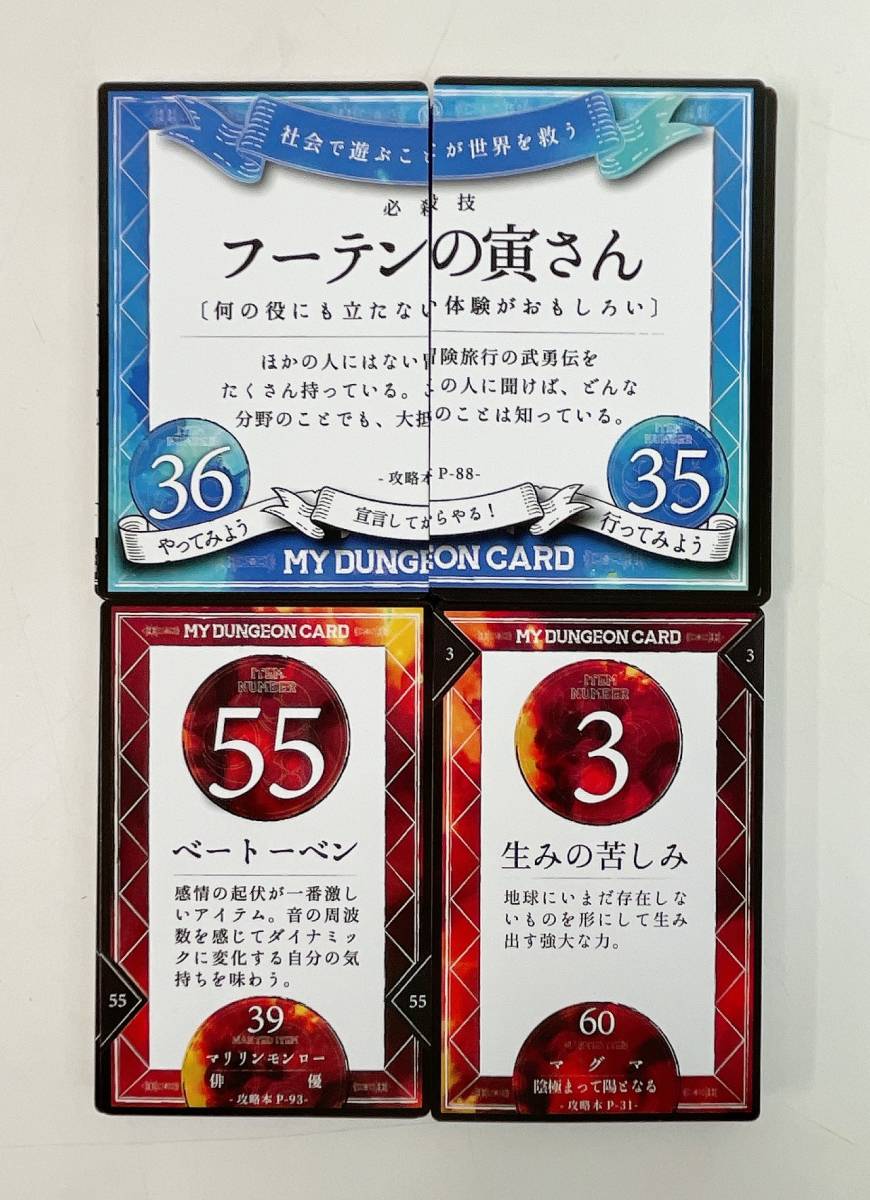 社会で遊ぶことが世界を救う
必殺技
フーテンの寅さん
〔何の役にも立たない体験がおもしろい〕
ほかの人にはない冒険旅行の武勇伝を
たくさん持っている。この人に聞けば、どんな
分野のことでも、大抵のことは知っている。
-攻略本P-88-
ITEM
NUMBER
36
やってみよう
宣言してからやる!
ITEM
NUMBER
35
行ってみよう
MY DUNGEON CARD
MY DUNGEON CARD
ITEM
NUMBER
55
ベートーベン
感情の起伏が一番激し
いアイテム。音の周波
数を感じてダイナミッ
クに変化する自分の気
持ちを味わう。
55
55
39
WANTED ITEM
マリリンモンロー
俳優
-攻略本P-93-
MY DUNGEON CARD
3
3
ITEM
NUMBER
3
生みの苦しみ
地球にいまだ存在しな
いものを形にして生み
出す強大な力。
60
マグマ
陰極まって陽となる
-攻略本P-31-